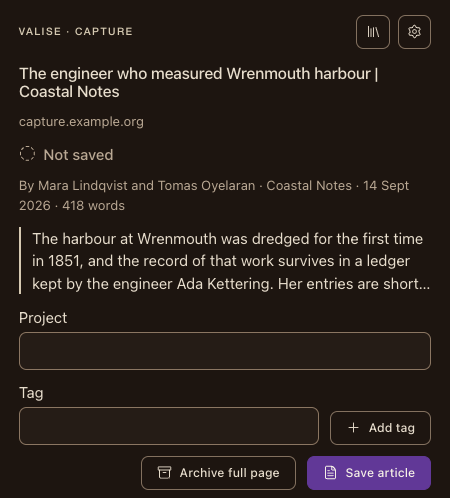 VALISE · CAPTURE
The engineer who measured Wrenmouth harbour |
Coastal Notes
capture.example.org
Not saved
By Mara Lindqvist and Tomas Oyelaran · Coastal Notes · 14 Sept
2026 · 418 words
The harbour at Wrenmouth was dredged for the first time
in 1851, and the record of that work survives in a ledger
kept by the engineer Ada Kettering. Her entries are short...
Project
Tag
Add tag
Archive full page
Save article